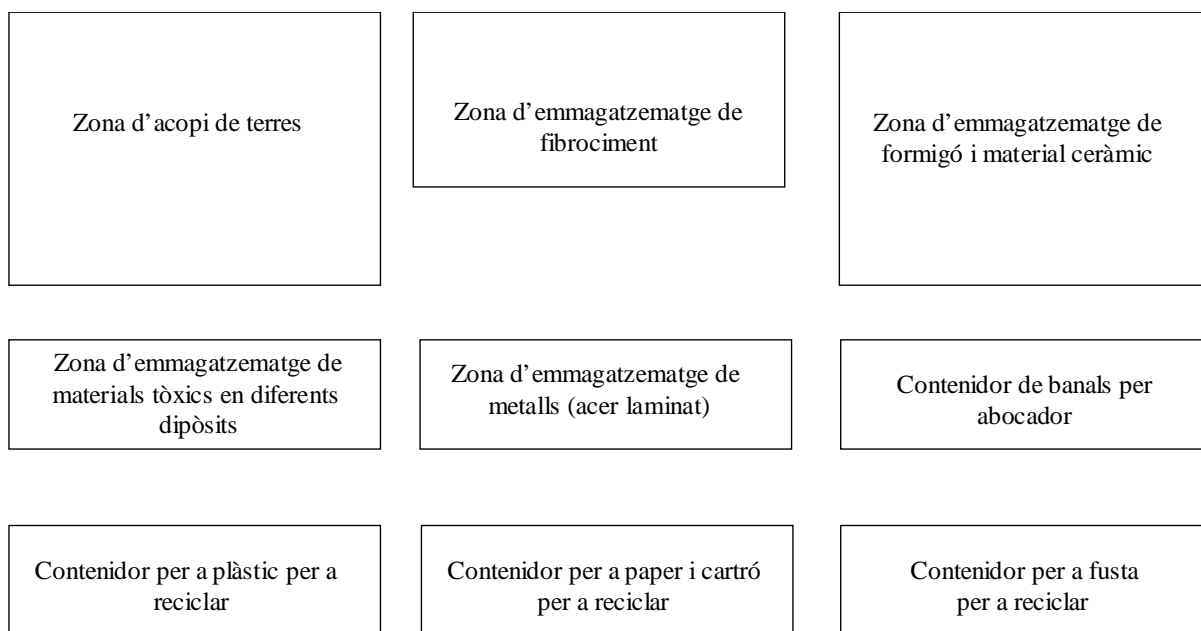 Zona d’acopi de terres
Zona d’emmagatzematge de
fibrociment
Zona d’emmagatzematge de
formigó i material ceràmic
Zona d’emmagatzematge de
materials tòxics en diferents
dipòsits
Zona d’emmagatzematge de
metalls (acer laminat)
Contenidor de banals per
abocador
Contenidor per a plàstic per a
reciclar
Contenidor per a paper i cartró
per a reciclar
Contenidor per a fusta
per a reciclar